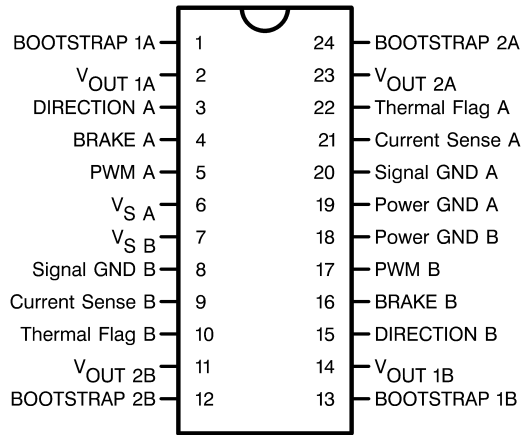 BOOTSTRAP 1A 1 24 BOOTSTRAP 2A
VOUT 1A 2 23 VOUT 2A
DIRECTION A 3 22 Thermal Flag A
BRAKE A 4 21 Current Sense A
PWM A 5 20 Signal GND A
VS A 6 19 Power GND A
VS B 7 18 Power GND B
Signal GND B 8 17 PWM B
Current Sense B 9 16 BRAKE B
Thermal Flag B 10 15 DIRECTION B
VOUT 2B 11 14 VOUT 1B
BOOTSTRAP 2B 12 13 BOOTSTRAP 1B